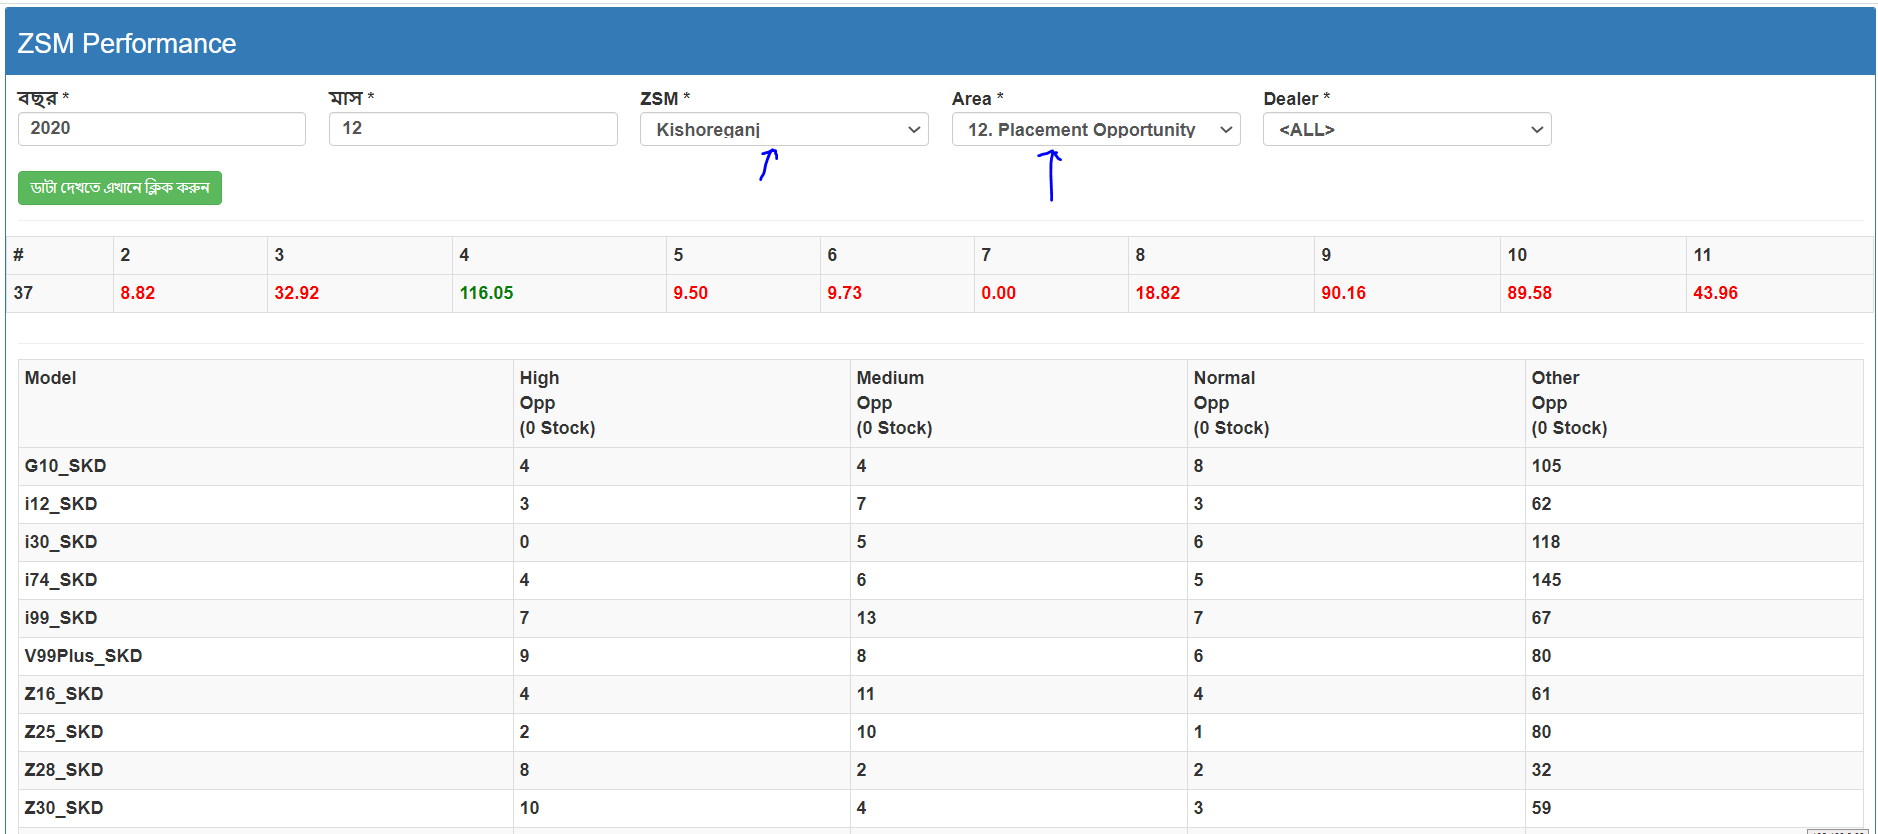 ZSM Performance
বছর * মাস * ZSM * Area * Dealer *
2020 12 Kishoreganj 12. Placement Opportunity <ALL>
ডাটা দেখতে এখানে ক্লিক করুন
# 2 3 4 5 6 7 8 9 10 11
37 8.82 32.92 116.05 9.50 9.73 0.00 18.82 90.16 89.58 43.96
Model High Medium Normal Other
Opp Opp Opp Opp
(0 Stock) (0 Stock) (0 Stock) (0 Stock)
G10_SKD 4 4 8 105
i12_SKD 3 7 3 62
i30_SKD 0 5 6 118
i74_SKD 4 6 5 145
i99_SKD 7 13 7 67
V99Plus_SKD 9 8 6 80
Z16_SKD 4 11 4 61
Z25_SKD 2 10 1 80
Z28_SKD 8 2 2 32
Z30_SKD 10 4 3 59